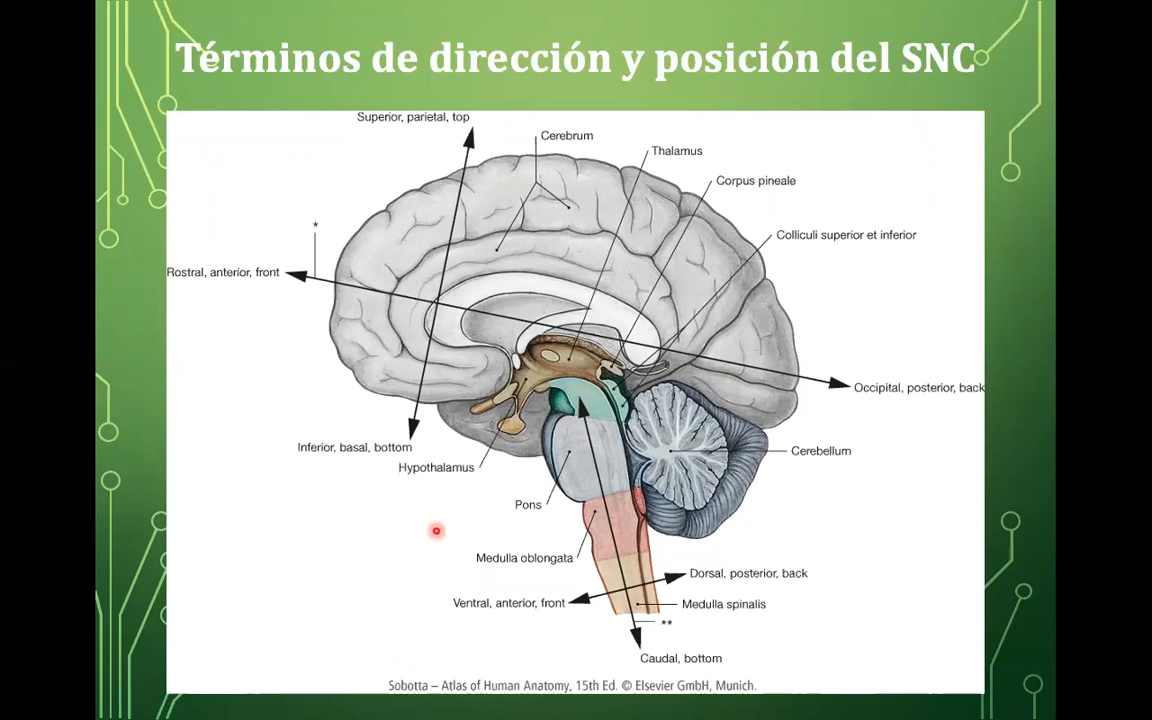 Términos de dirección y posición del SNC
Superior, parietal, top
Cerebrum
Thalamus
Corpus pineale
*
Colliculi superior et inferior
Rostral, anterior, front
Occipital, posterior, back
Inferior, basal, bottom
Cerebellum
Hypothalamus
Pons
Medulla oblongata
Dorsal, posterior, back
Ventral, anterior, front
Medulla spinalis
**
Caudal, bottom
Sobotta – Atlas of Human Anatomy, 15th Ed. © Elsevier GmbH, Munich.